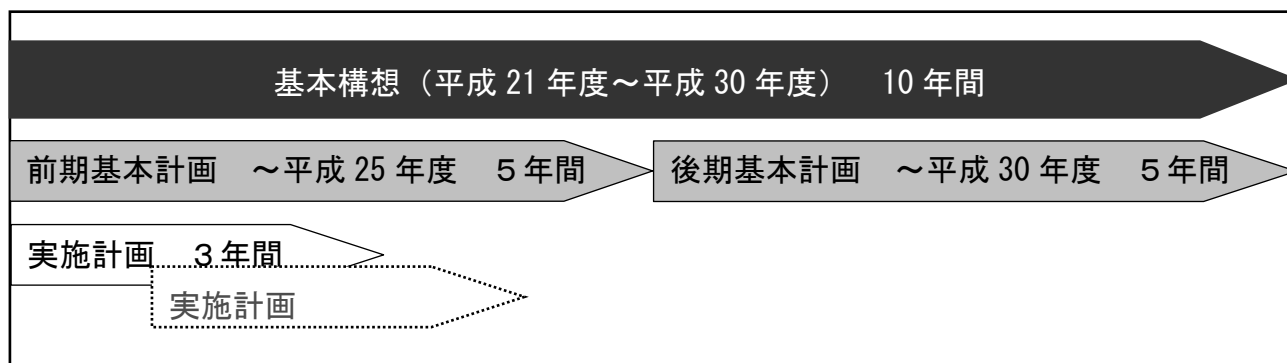 基本構想（平成 21 年度～平成 30 年度）　10 年間
前期基本計画　～平成 25 年度　５年間
後期基本計画　～平成 30 年度　５年間
実施計画　３年間
実施計画